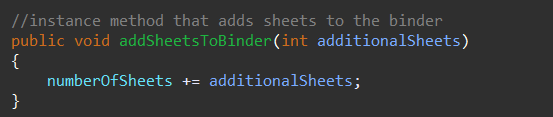 //instance method that adds sheets to the binder
public void addSheetsToBinder(int additionalSheets)
{
    numberOfSheets += additionalSheets;
}